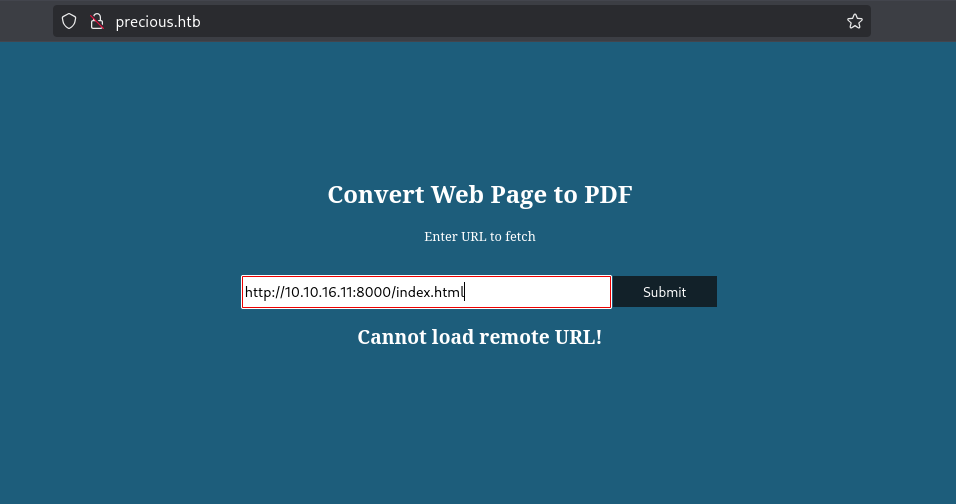 precious.htb
Convert Web Page to PDF
Enter URL to fetch
http://10.10.16.11:8000/index.html
Submit
Cannot load remote URL!